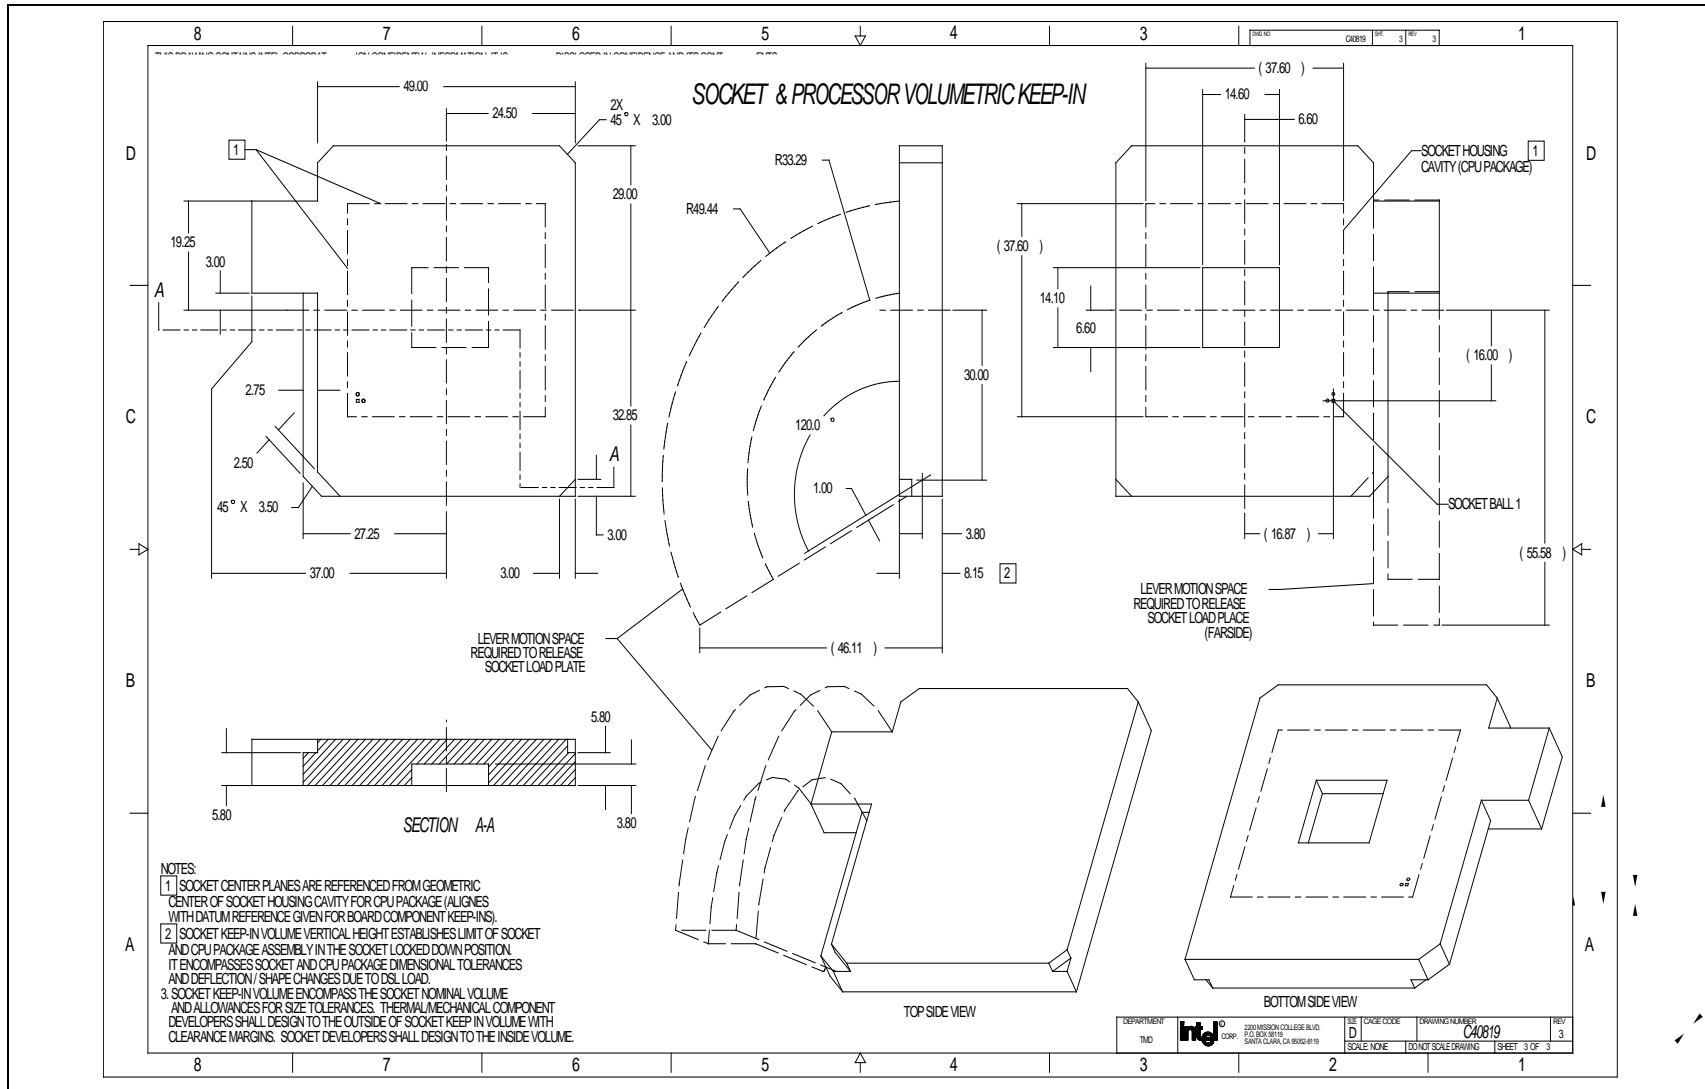 8 7 6 5 4 3 1
DWG. NO C40819 SHT. 3 REV 3
SOCKET & PROCESSOR VOLUMETRIC KEEP-IN
49.00
24.50
2X
45° X 3.00
1
D
29.00
19.25
3.00
A
2.75
C
32.85
2.50
A
45° X 3.50
27.25
3.00
37.00
3.00
R33.29
R49.44
30.00
120.0 °
1.00
3.80
8.15 2
( 46.11 )
LEVER MOTION SPACE
REQUIRED TO RELEASE
SOCKET LOAD PLATE
( 37.60 )
14.60
6.60
SOCKET HOUSING 1
CAVITY (CPU PACKAGE)
D
( 37.60 )
14.10
6.60
( 16.00 )
C
SOCKET BALL 1
( 16.87 )
( 55.58 )
LEVER MOTION SPACE
REQUIRED TO RELEASE
SOCKET LOAD PLACE
(FARSIDE)
B
B
5.80
5.80
3.80
SECTION A-A
NOTES:
1 SOCKET CENTER PLANES ARE REFERENCED FROM GEOMETRIC
CENTER OF SOCKET HOUSING CAVITY FOR CPU PACKAGE (ALIGNES
WITH DATUM REFERENCE GIVEN FOR BOARD COMPONENT KEEP-INS).
2 SOCKET KEEP-IN VOLUME VERTICAL HEIGHT ESTABLISHES LIMIT OF SOCKET
AND CPU PACKAGE ASSEMBLY IN THE SOCKET LOCKED DOWN POSITION.
IT ENCOMPASSES SOCKET AND CPU PACKAGE DIMENSIONAL TOLERANCES
AND DEFLECTION / SHAPE CHANGES DUE TO DSL LOAD.
3. SOCKET KEEP-IN VOLUME ENCOMPASS THE SOCKET NOMINAL VOLUME
AND ALLOWANCES FOR SIZE TOLERANCES. THERMAL/MECHANICAL COMPONENT
DEVELOPERS SHALL DESIGN TO THE OUTSIDE OF SOCKET KEEP IN VOLUME WITH
CLEARANCE MARGINS. SOCKET DEVELOPERS SHALL DESIGN TO THE INSIDE VOLUME.
A
A
TOP SIDE VIEW
BOTTOM SIDE VIEW
DEPARTMENT
TMD
intel CORP.
2200 MISSION COLLEGE BLVD.
P.O. BOX 58119
SANTA CLARA, CA 95052-8119
SIZE D CAGE CODE DRAWING NUMBER C40819 REV 3
SCALE: NONE DO NOT SCALE DRAWING SHEET 3 OF 3
8 7 6 5 4 3 2 1